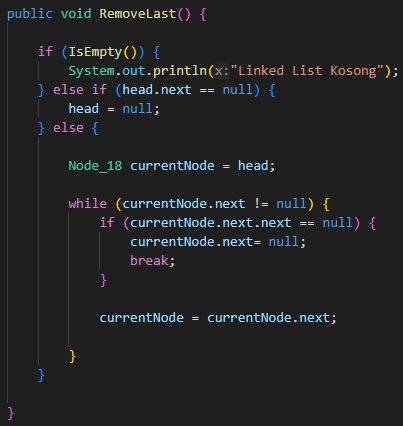 public void RemoveLast() {
if (IsEmpty()) {
System.out.println(x:"Linked List Kosong");
} else if (head.next == null) {
head = null;
} else {
Node_18 currentNode = head;
while (currentNode.next != null) {
if (currentNode.next.next == null) {
currentNode.next= null;
break;
}
currentNode = currentNode.next;
}
}
}